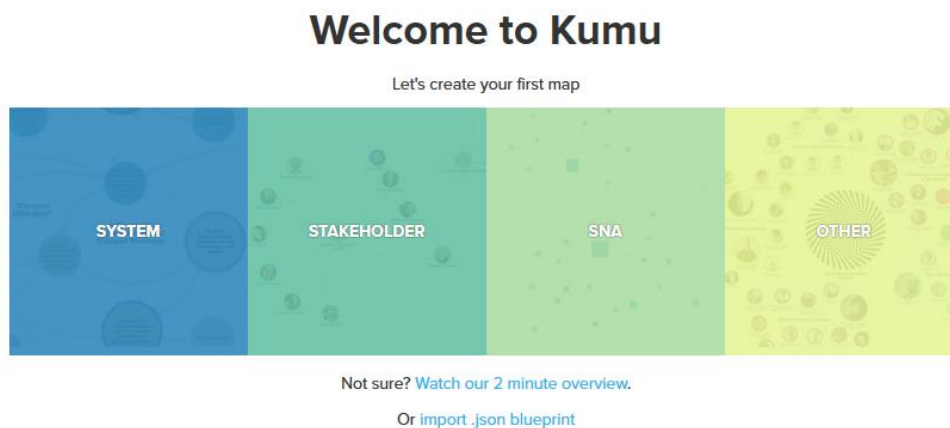 Welcome to Kumu
Let's create your first map
SYSTEM
STAKEHOLDER
SNA
OTHER
Not sure? Watch our 2 minute overview.
Or import .json blueprint